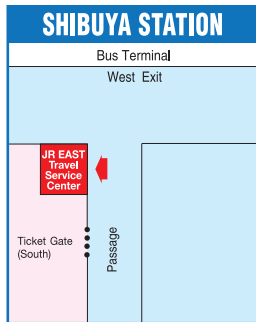 SHIBUYA STATION
Bus Terminal
West Exit
JR EAST
Travel
Service
Center
Ticket Gate
(South)
Passage